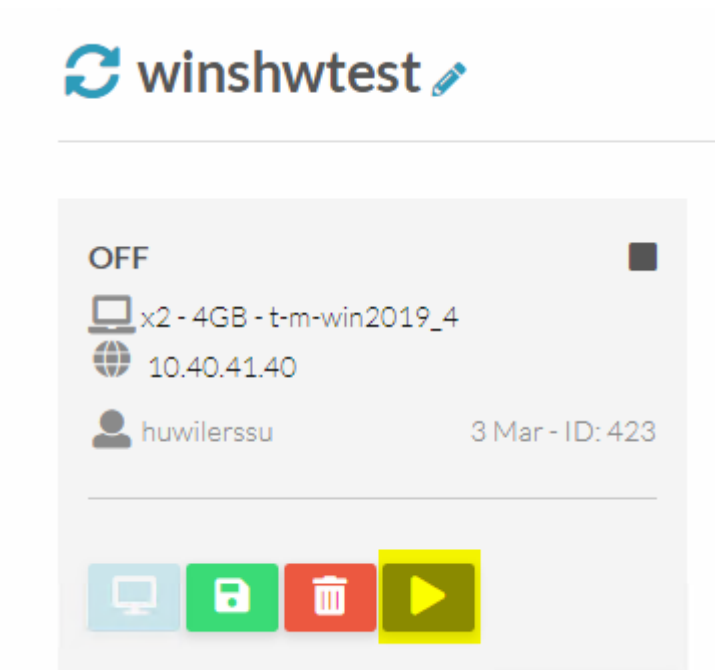 winshwtest
OFF
x2 - 4GB - t-m-win2019_4
10.40.41.40
huwilerssu 3 Mar - ID: 423